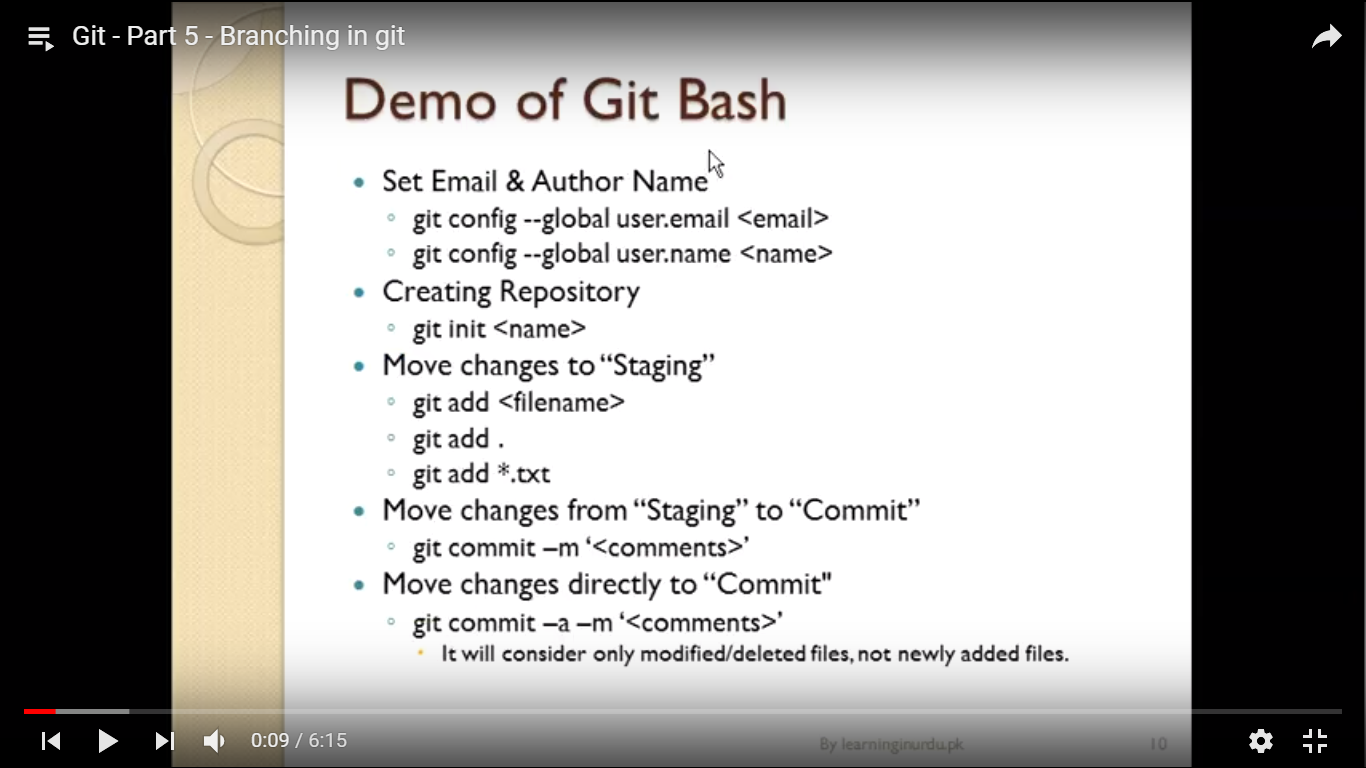 Git - Part 5 - Branching in git
Demo of Git Bash
• Set Email & Author Name
◦ git config --global user.email <email>
◦ git config --global user.name <name>
• Creating Repository
◦ git init <name>
• Move changes to “Staging”
◦ git add <filename>
◦ git add .
◦ git add *.txt
• Move changes from “Staging” to “Commit”
◦ git commit –m ‘<comments>’
• Move changes directly to “Commit"
◦ git commit –a –m ‘<comments>’
• It will consider only modified/deleted files, not newly added files.
0:09 / 6:15
By learninginurdu.pk
10